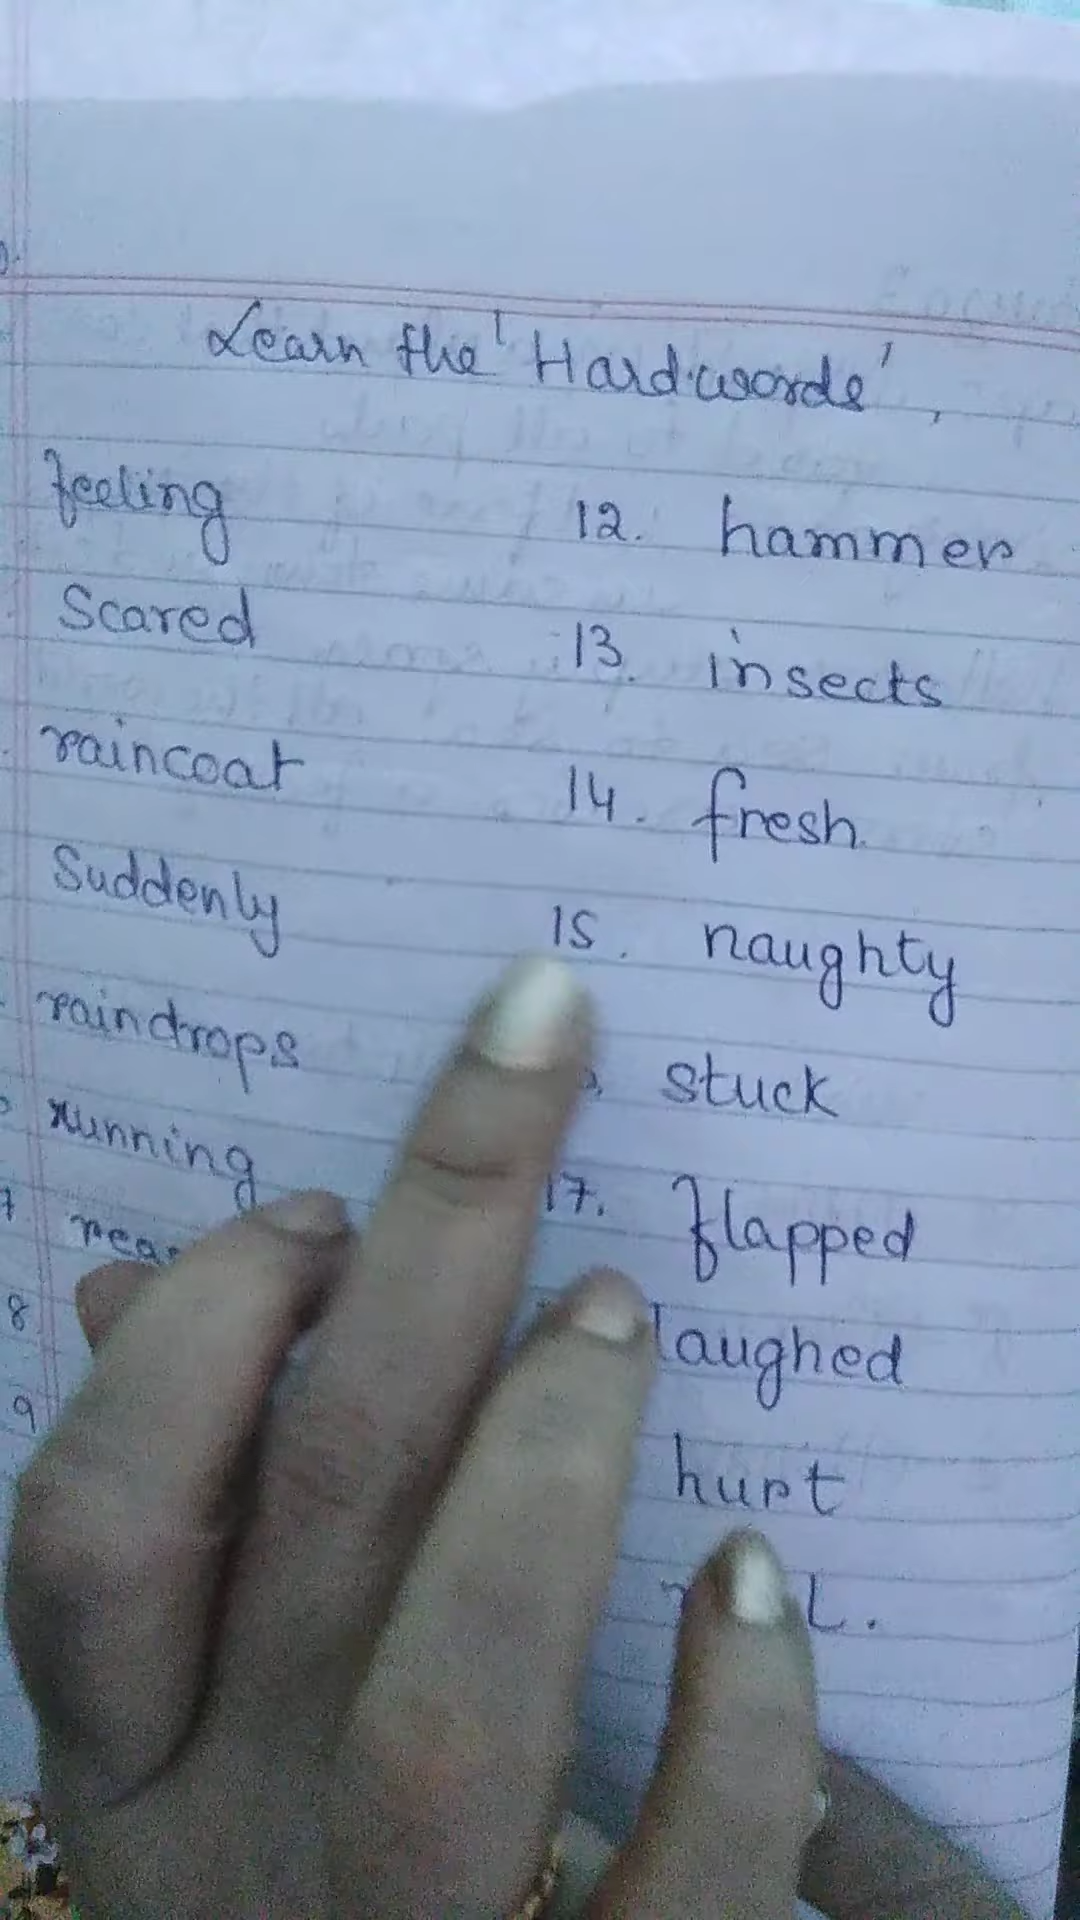 Learn the 'Hard words',
feeling
Scared
raincoat
Suddenly
raindrops
running
7.
8
9
12. hammer
13. insects
14. fresh.
15. naughty
stuck
17. flapped
laughed
hurt